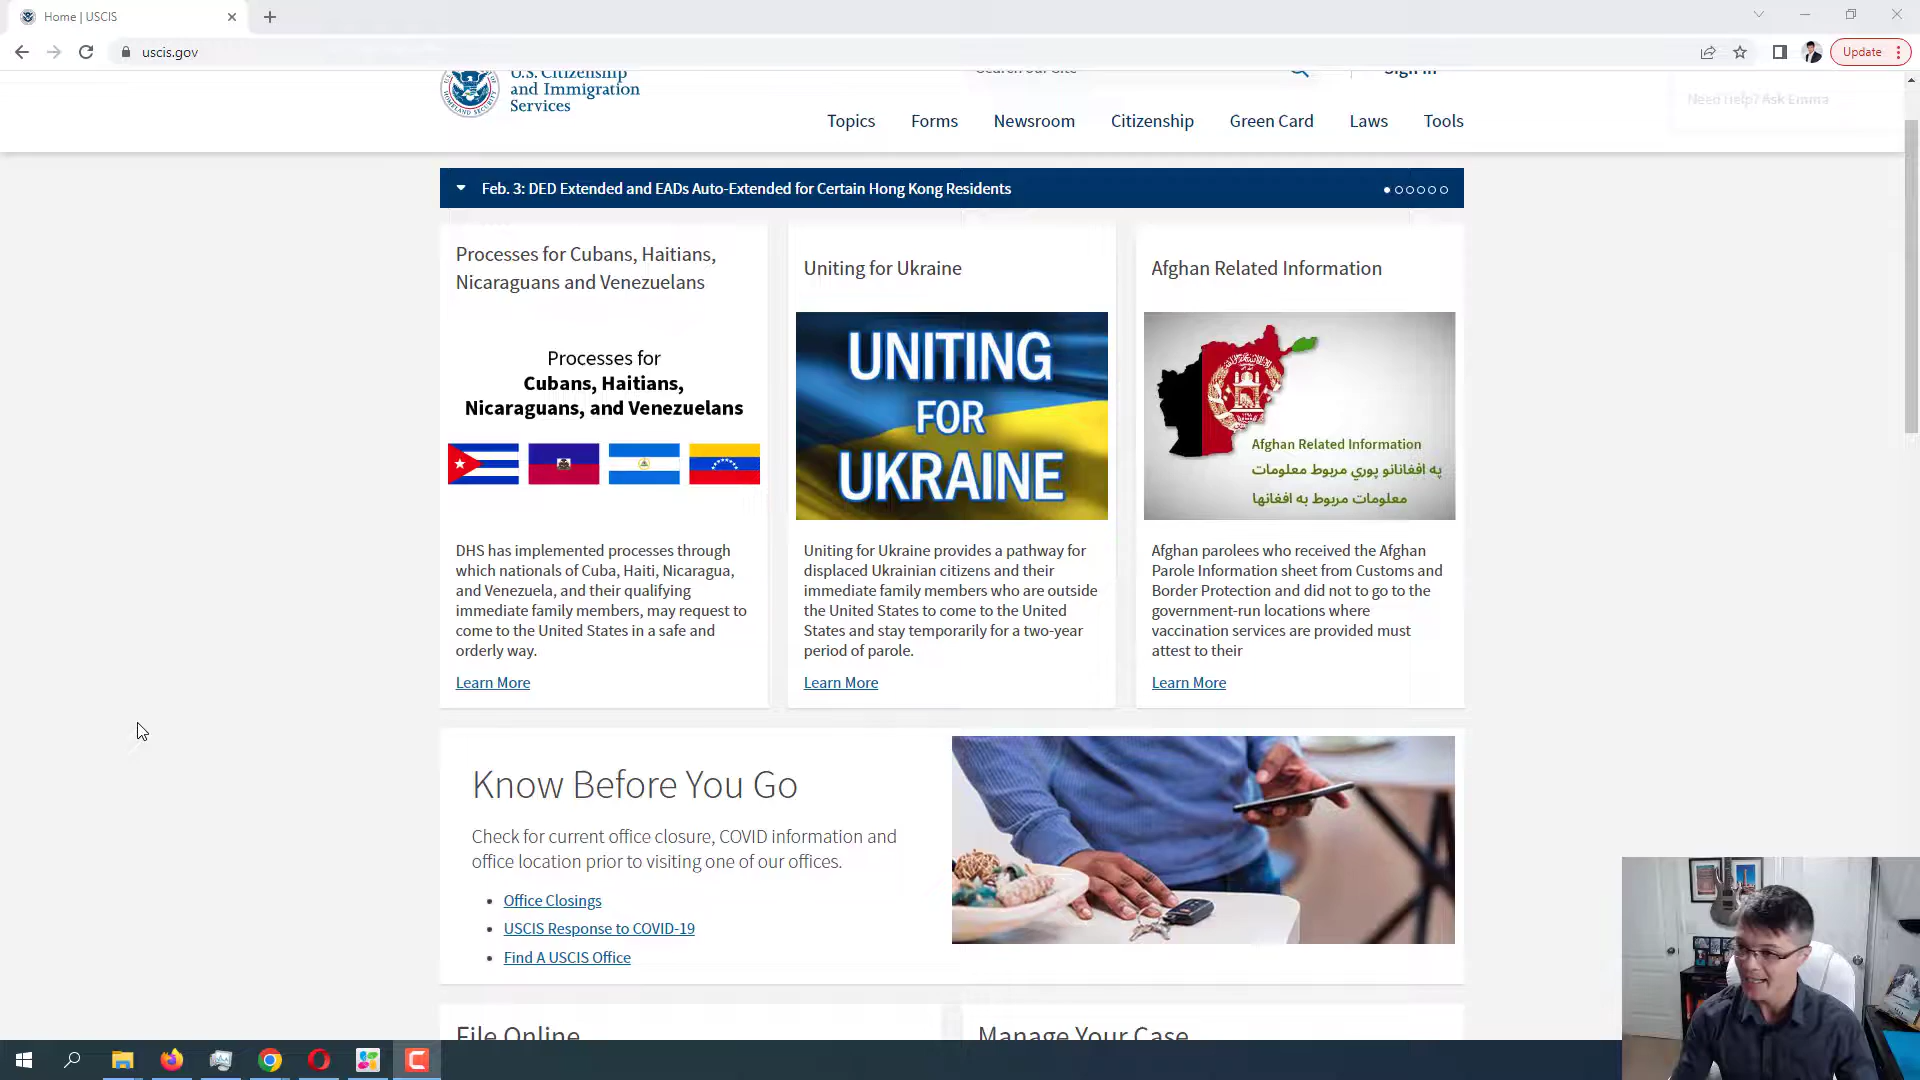 Home | USCIS
uscis.gov
Update
U.S. Citizenship
and Immigration
Services
Search our Site
Sign In
Need Help? Ask Emma
Topics
Forms
Newsroom
Citizenship
Green Card
Laws
Tools
Feb. 3: DED Extended and EADs Auto-Extended for Certain Hong Kong Residents
Processes for Cubans, Haitians,
Nicaraguans and Venezuelans
Processes for
Cubans, Haitians,
Nicaraguans, and Venezuelans
DHS has implemented processes through
which nationals of Cuba, Haiti, Nicaragua,
and Venezuela, and their qualifying
immediate family members, may request to
come to the United States in a safe and
orderly way.
Learn More
Uniting for Ukraine
UNITING
FOR
UKRAINE
Uniting for Ukraine provides a pathway for
displaced Ukrainian citizens and their
immediate family members who are outside
the United States to come to the United
States and stay temporarily for a two-year
period of parole.
Learn More
Afghan Related Information
Afghan Related Information
په افغانانو پورې مربوط معلومات
معلومات مربوط به افغانها
Afghan parolees who received the Afghan
Parole Information sheet from Customs and
Border Protection and did not to go to the
government-run locations where
vaccination services are provided must
attest to their
Learn More
Know Before You Go
Check for current office closure, COVID information and
office location prior to visiting one of our offices.
Office Closings
USCIS Response to COVID-19
Find A USCIS Office
File Online
Manage Your Case